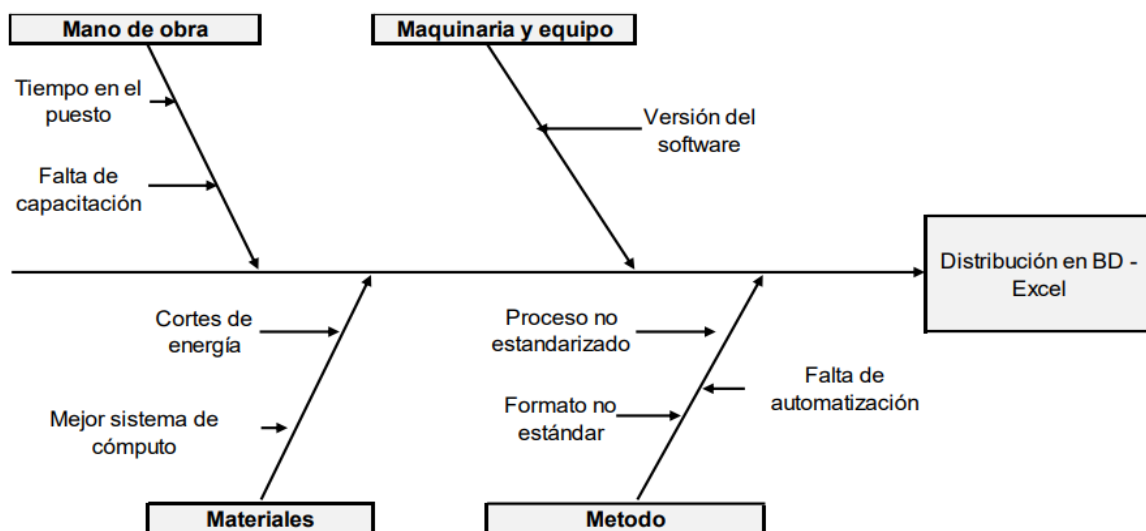 Mano de obra
Maquinaria y equipo
Tiempo en el
puesto
Versión del
software
Falta de
capacitación
Distribución en BD -
Excel
Cortes de
energía
Proceso no
estandarizado
Falta de
automatización
Formato no
estándar
Mejor sistema de
cómputo
Materiales
Metodo